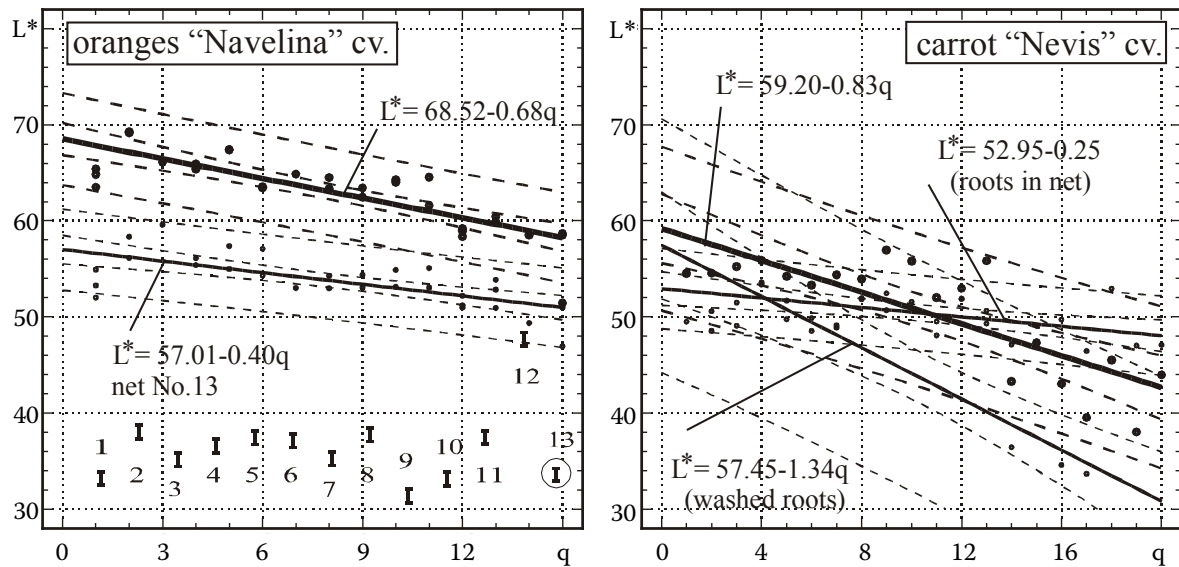 L*
oranges “Navelina” cv.
L*= 68.52-0.68q
70
60
50
40
30
L*= 57.01-0.40q
net No.13
12
1
2
3
4
5
6
7
8
9
10
11
13
0
3
6
9
12
q
L*
carrot “Nevis” cv.
L*= 59.20-0.83q
70
L*= 52.95-0.25
(roots in net)
60
50
40
L*= 57.45-1.34q
(washed roots)
30
0
4
8
12
16
q